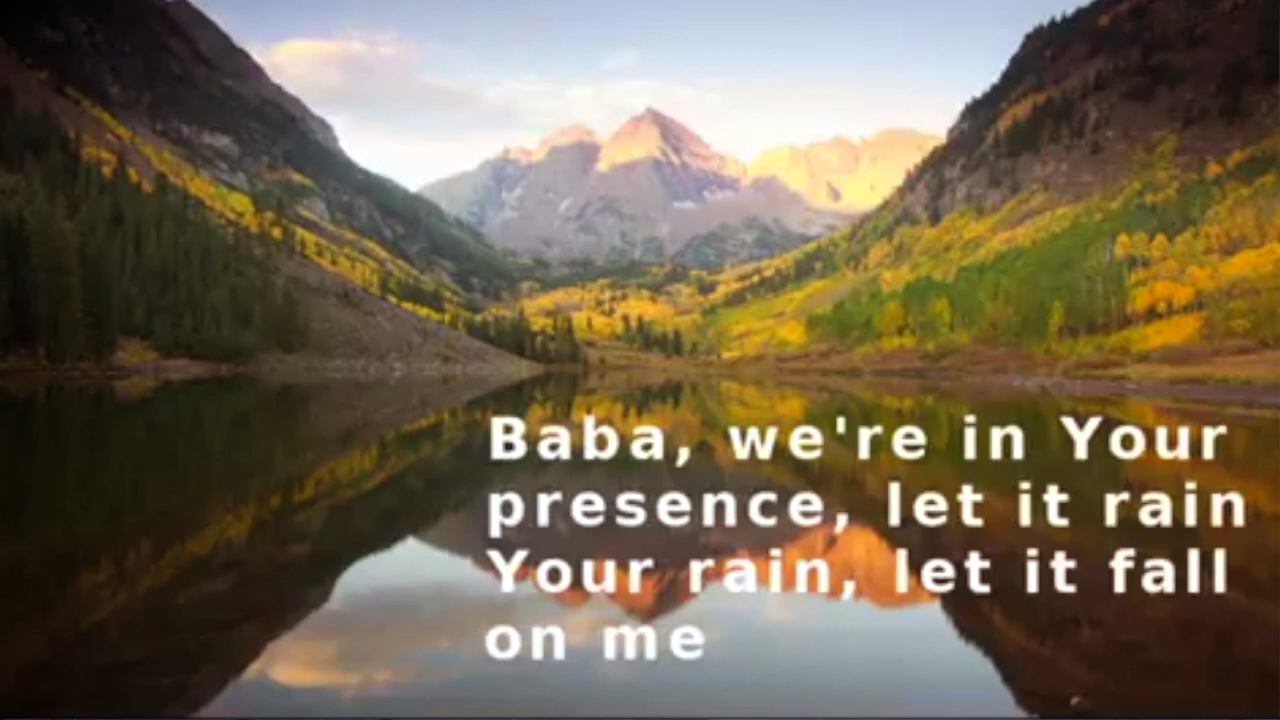 Baba, we're in Your
presence, let it rain
Your rain, let it fall
on me